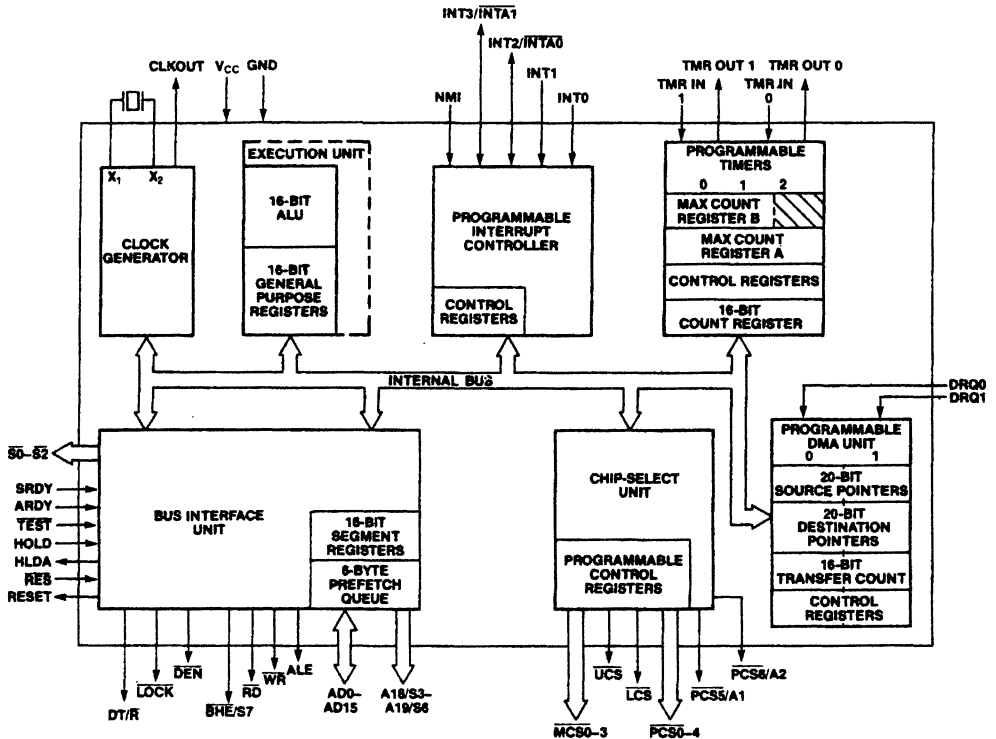 INT3/INTA1
INT2/INTA0
CLKOUT VCC GND
TMR OUT 1 TMR OUT 0
TMR IN 1
TMR IN 0
INT1
NMI
INT0
X1 X2
CLOCK
GENERATOR
EXECUTION UNIT
16-BIT
ALU
16-BIT
GENERAL
PURPOSE
REGISTERS
PROGRAMMABLE
INTERRUPT
CONTROLLER
CONTROL
REGISTERS
PROGRAMMABLE
TIMERS
0 1 2
MAX COUNT
REGISTER B
MAX COUNT
REGISTER A
CONTROL REGISTERS
16-BIT
COUNT REGISTER
INTERNAL BUS
DRQ0
DRQ1
S0–S2
SRDY
ARDY
TEST
HOLD
HLDA
RES
RESET
BUS INTERFACE
UNIT
16-BIT
SEGMENT
REGISTERS
6-BYTE
PREFETCH
QUEUE
CHIP-SELECT
UNIT
PROGRAMMABLE
CONTROL
REGISTERS
PROGRAMMABLE
DMA UNIT
0 1
20-BIT
SOURCE POINTERS
20-BIT
DESTINATION
POINTERS
16-BIT
TRANSFER COUNT
CONTROL
REGISTERS
DT/R
LOCK
DEN
BHE/S7
RD
WR
ALE
AD0–
AD15
A16/S3–
A19/S6
MCS0–3
UCS
LCS
PCS0–4
PCS5/A1
PCS6/A2